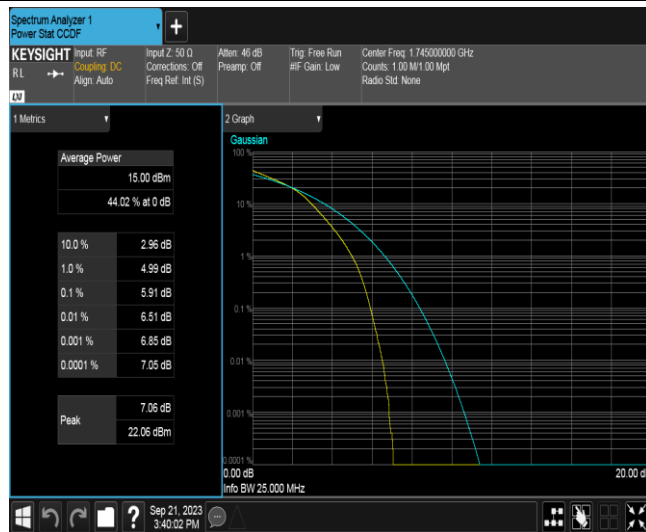 Spectrum Analyzer 1
Power Stat CCDF
+
KEYSIGHT
RL
LXI
Input: RF
Coupling: DC
Align: Auto
Input Z: 50 Ω
Corrections: Off
Freq Ref: Int (S)
Atten: 46 dB
Preamp: Off
Trig: Free Run
#IF Gain: Low
Center Freq: 1.745000000 GHz
Counts: 1.00 M/1.00 Mpt
Radio Std: None
1 Metrics
Average Power
15.00 dBm
44.02 % at 0 dB
10.0 % 2.96 dB
1.0 % 4.99 dB
0.1 % 5.91 dB
0.01 % 6.51 dB
0.001 % 6.85 dB
0.0001 % 7.05 dB
Peak
7.06 dB
22.06 dBm
2 Graph
Gaussian
100 %
10 %
1 %
0.1 %
0.01 %
0.001 %
0.0001 %
0.00 dB
20.00 d
Info BW 25.000 MHz
?
Sep 21, 2023
3:40:02 PM